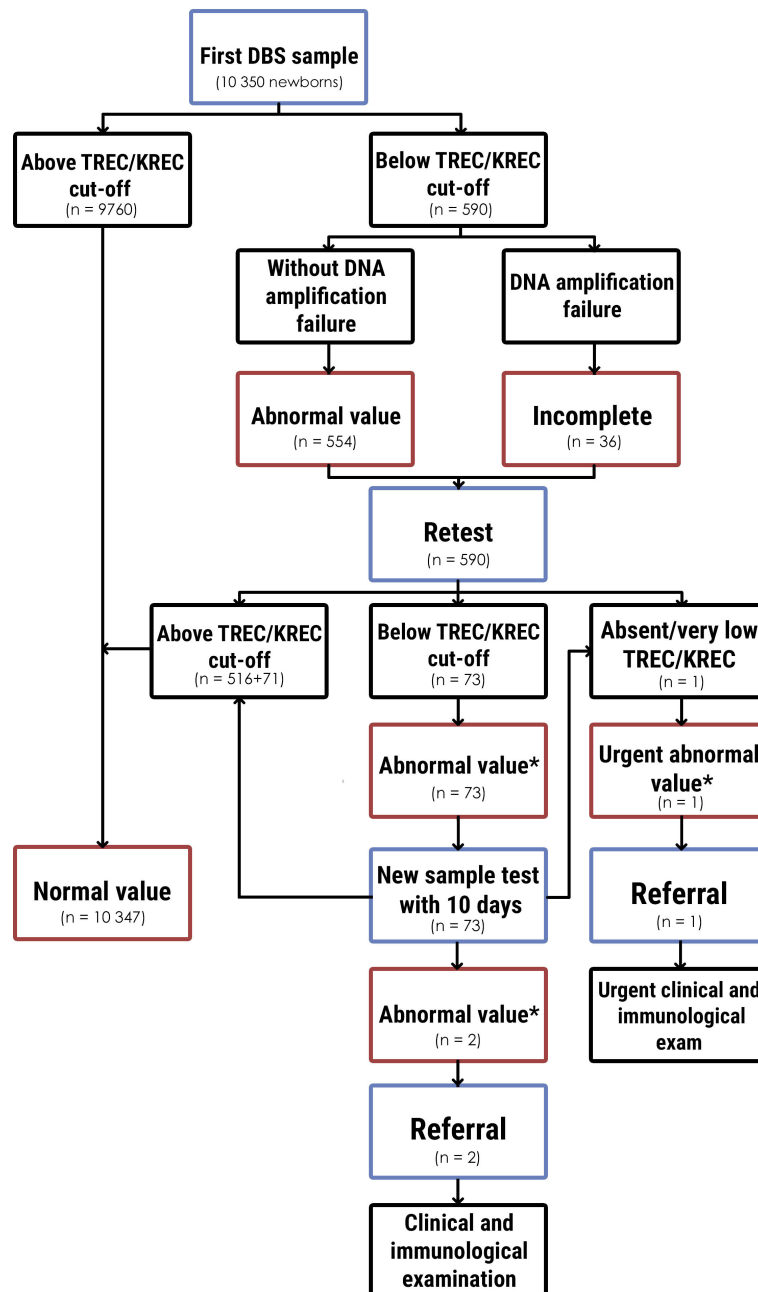 First DBS sample
(10 350 newborns)
Above TREC/KREC
cut-off
(n = 9760)
Below TREC/KREC
cut-off
(n = 590)
Without DNA
amplification
failure
DNA amplification
failure
Abnormal value
(n = 554)
Incomplete
(n = 36)
Retest
(n = 590)
Above TREC/KREC
cut-off
(n = 516+71)
Below TREC/KREC
cut-off
(n = 73)
Absent/very low
TREC/KREC
(n = 1)
Abnormal value*
(n = 73)
Urgent abnormal
value*
(n = 1)
Normal value
(n = 10 347)
New sample test
with 10 days
(n = 73)
Referral
(n = 1)
Abnormal value*
(n = 2)
Urgent clinical and
immunological
exam
Referral
(n = 2)
Clinical and
immunological
examination